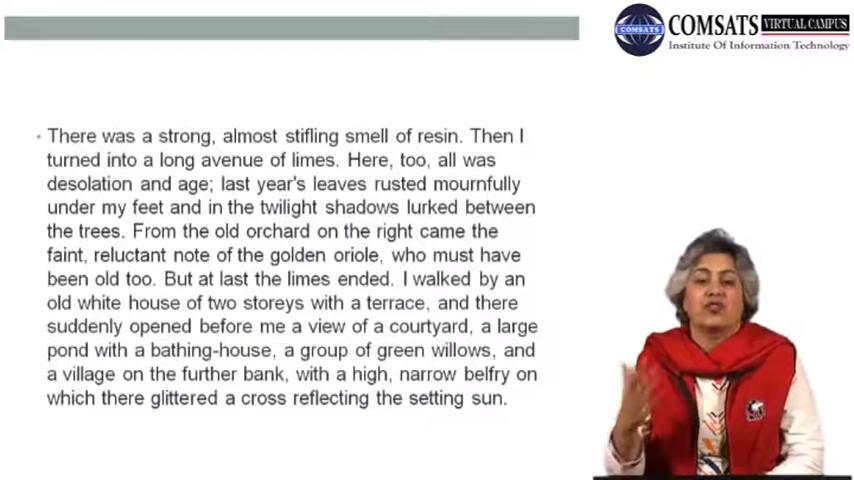 COMSATS VIRTUAL CAMPUS
COMSATS Institute Of Information Technology
• There was a strong, almost stifling smell of resin. Then I
turned into a long avenue of limes. Here, too, all was
desolation and age; last year's leaves rusted mournfully
under my feet and in the twilight shadows lurked between
the trees. From the old orchard on the right came the
faint, reluctant note of the golden oriole, who must have
been old too. But at last the limes ended. I walked by an
old white house of two storeys with a terrace, and there
suddenly opened before me a view of a courtyard, a large
pond with a bathing-house, a group of green willows, and
a village on the further bank, with a high, narrow belfry on
which there glittered a cross reflecting the setting sun.